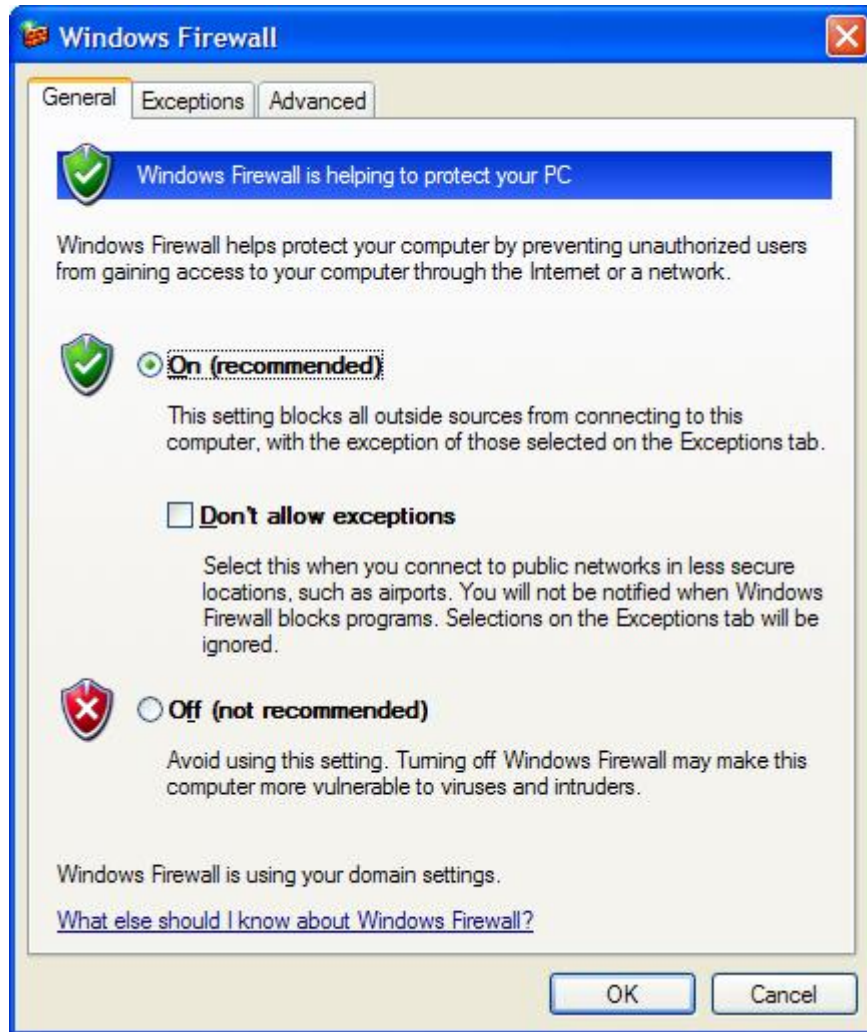 Windows Firewall
General Exceptions Advanced
Windows Firewall is helping to protect your PC
Windows Firewall helps protect your computer by preventing unauthorized users
from gaining access to your computer through the Internet or a network.
On (recommended)
This setting blocks all outside sources from connecting to this
computer, with the exception of those selected on the Exceptions tab.
Don't allow exceptions
Select this when you connect to public networks in less secure
locations, such as airports. You will not be notified when Windows
Firewall blocks programs. Selections on the Exceptions tab will be
ignored.
Off (not recommended)
Avoid using this setting. Turning off Windows Firewall may make this
computer more vulnerable to viruses and intruders.
Windows Firewall is using your domain settings.
What else should I know about Windows Firewall?
OK Cancel